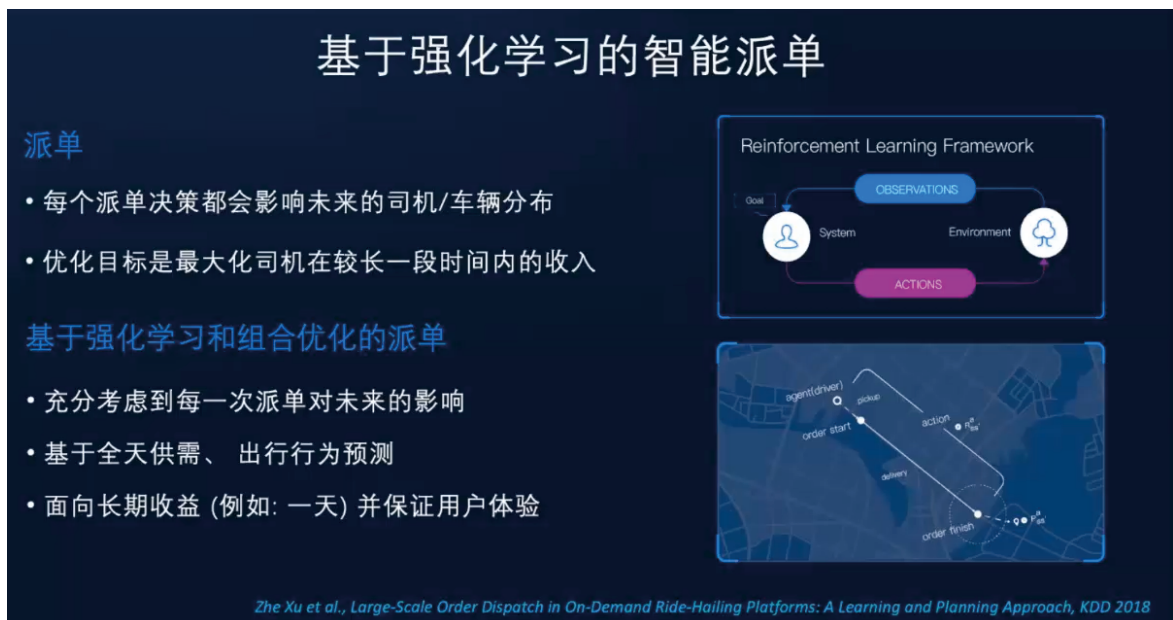 基于强化学习的智能派单
派单
• 每个派单决策都会影响未来的司机/车辆分布
• 优化目标是最大化司机在较长一段时间内的收入
基于强化学习和组合优化的派单
• 充分考虑到每一次派单对未来的影响
• 基于全天供需、 出行行为预测
• 面向长期收益 (例如: 一天) 并保证用户体验
Reinforcement Learning Framework
OBSERVATIONS
Goal
System
Environment
ACTIONS
agent(driver)
pickup
order start
action
delivery
order finish
Zhe Xu et al., Large-Scale Order Dispatch in On-Demand Ride-Hailing Platforms: A Learning and Planning Approach, KDD 2018